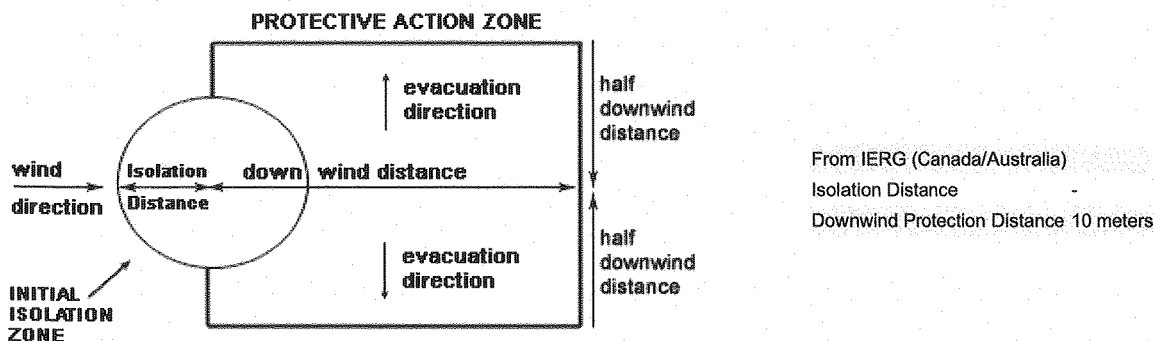 PROTECTIVE ACTION ZONE
evacuation
direction
half
downwind
distance
wind
direction
Isolation
Distance
down wind distance
evacuation
direction
half
downwind
distance
INITIAL
ISOLATION
ZONE
From IERG (Canada/Australia)
Isolation Distance -
Downwind Protection Distance 10 meters